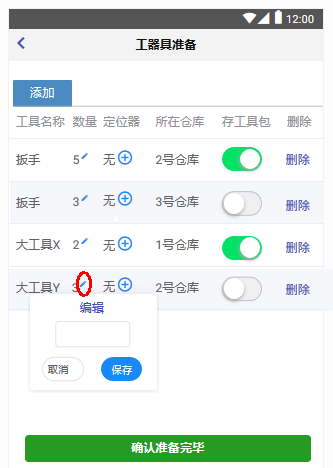 12:00
工器具准备
添加
工具名称 数量 定位器 所在仓库 存工具包 删除
扳手 5 无 2号仓库 删除
扳手 3 无 3号仓库 删除
大工具X 2 无 1号仓库 删除
大工具Y 3 无 2号仓库 删除
编辑
取消 保存
确认准备完毕